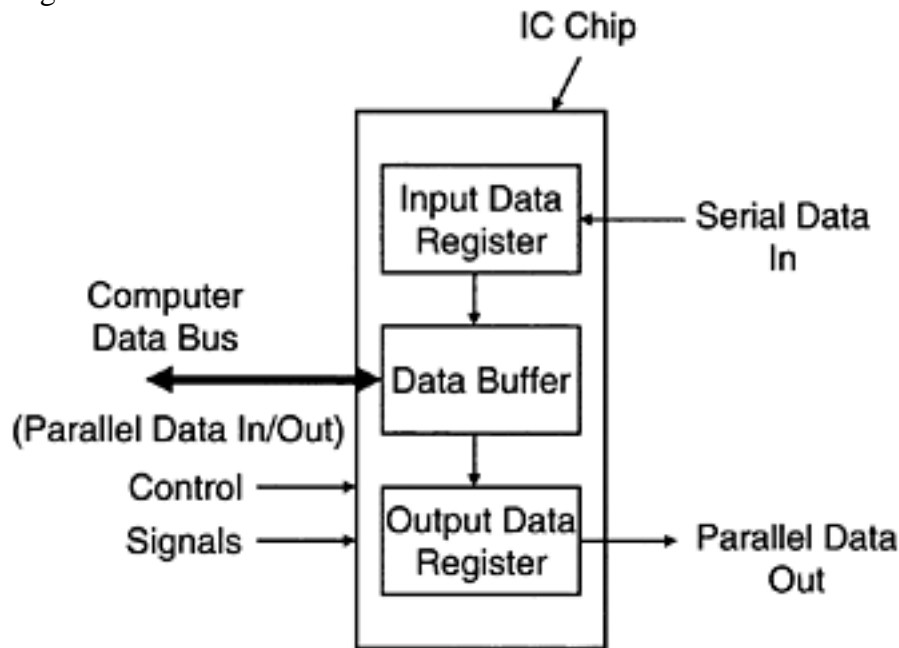 IC Chip
Input Data
Register
Serial Data
In
Computer
Data Bus
Data Buffer
(Parallel Data In/Out)
Control
Signals
Output Data
Register
Parallel Data
Out